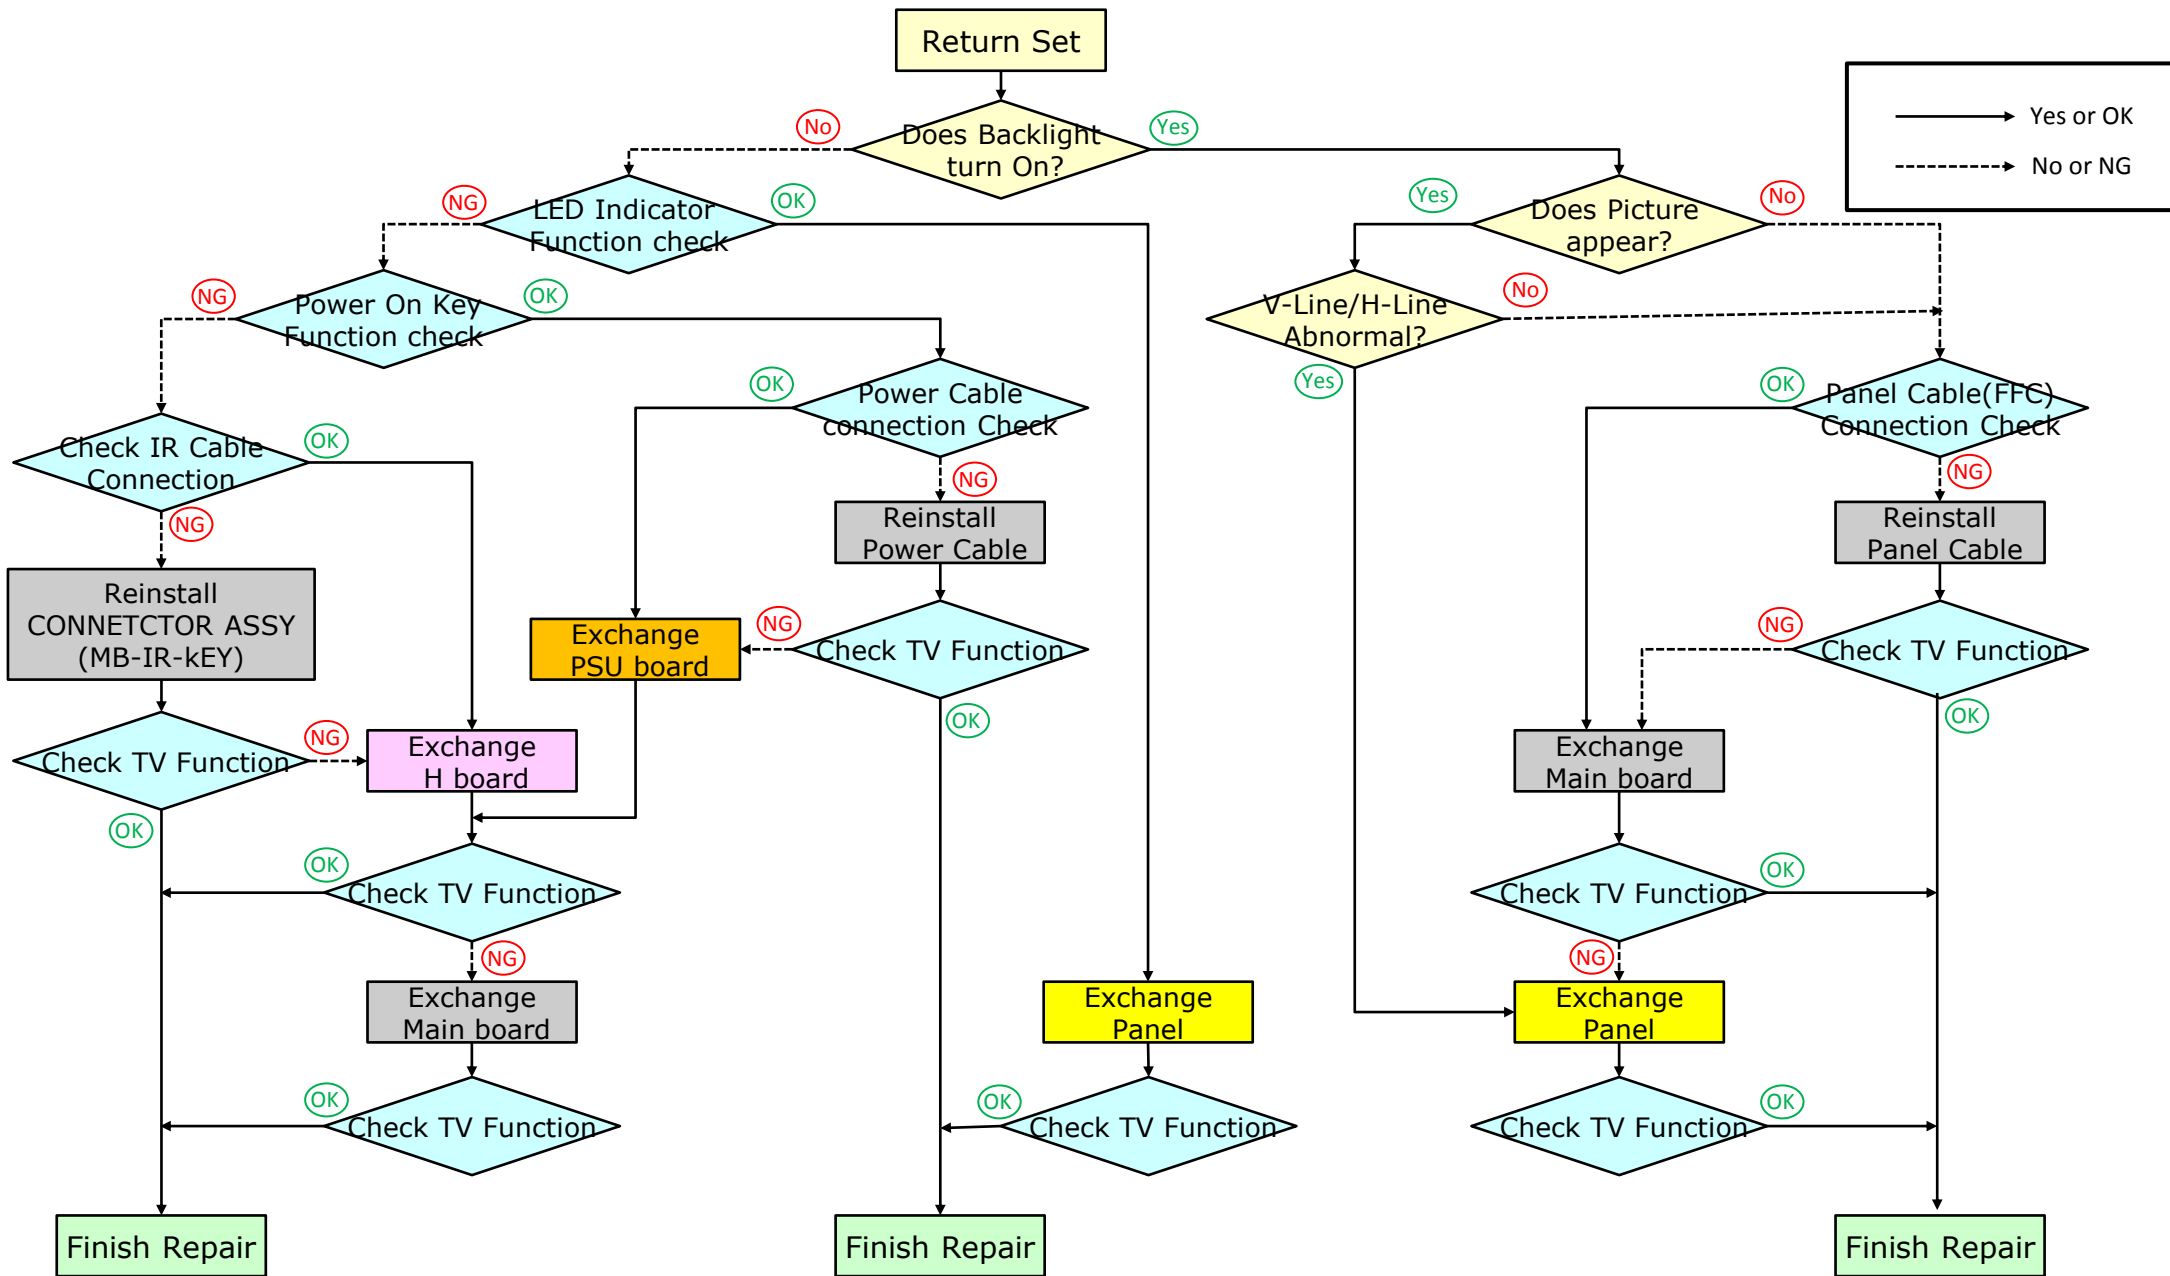 Return Set
Does Backlight
turn On?
No
Yes
Yes or OK
No or NG
LED Indicator
Function check
NG
OK
Does Picture
appear?
Yes
No
Power On Key
Function check
NG
OK
V-Line/H-Line
Abnormal?
No
Yes
Power Cable
connection Check
OK
NG
Panel Cable(FFC)
Connection Check
OK
NG
Check IR Cable
Connection
OK
NG
Reinstall
Power Cable
Reinstall
Panel Cable
Reinstall
CONNETCTOR ASSY
(MB-IR-kEY)
Exchange
PSU board
NG
Check TV Function
OK
NG
Check TV Function
OK
Check TV Function
NG
OK
Exchange
H board
Exchange
Main board
OK
Check TV Function
NG
Check TV Function
OK
NG
Exchange
Main board
Exchange
Panel
Exchange
Panel
OK
Check TV Function
OK
Check TV Function
Check TV Function
OK
Finish Repair
Finish Repair
Finish Repair